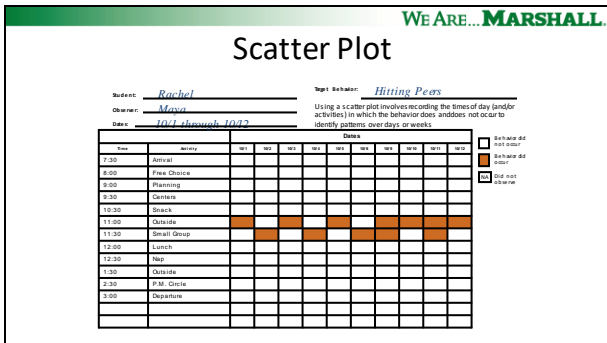 WE ARE... MARSHALL.
Scatter Plot
Student: Rachel
Target Behavior: Hitting Peers
Observer: Maya
Dates: 10/1 through 10/12
Using a scatter plot involves recording the times of day (and/or
activities) in which the behavior does and does not occur to
identify patterns over days or weeks
Dates
Time Activity 10/1 10/2 10/3 10/4 10/5 10/8 10/9 10/10 10/11 10/12
7:30 Arrival
8:00 Free Choice
9:00 Planning
9:30 Centers
10:30 Snack
11:00 Outside
11:30 Small Group
12:00 Lunch
12:30 Nap
1:30 Outside
2:30 P.M. Circle
3:00 Departure
Behavior did
not occur
Behavior did
occur
NA Did not
observe